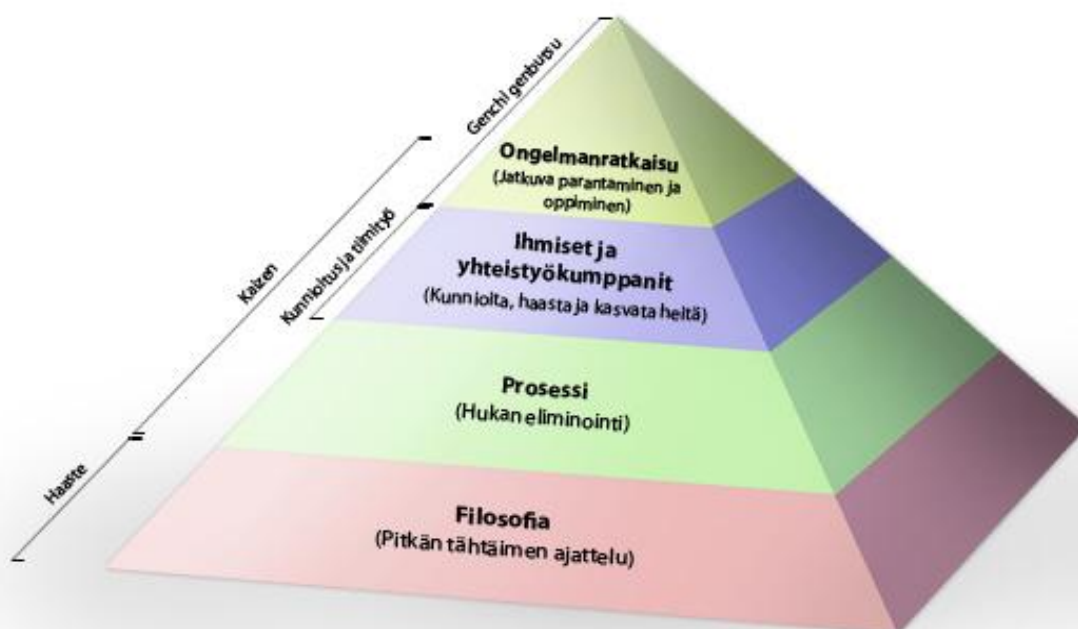 Genchi genbutsu
Kaizen
Kunnioitus ja tiimityö
Haaste
Ongelmanratkaisu
(Jatkuva parantaminen ja
oppiminen)
Ihmiset ja
yhteistyökumppanit
(Kunnioita, haasta ja kasvata heitä)
Prosessi
(Hukan eliminointi)
Filosofia
(Pitkän tähtäimen ajattelu)